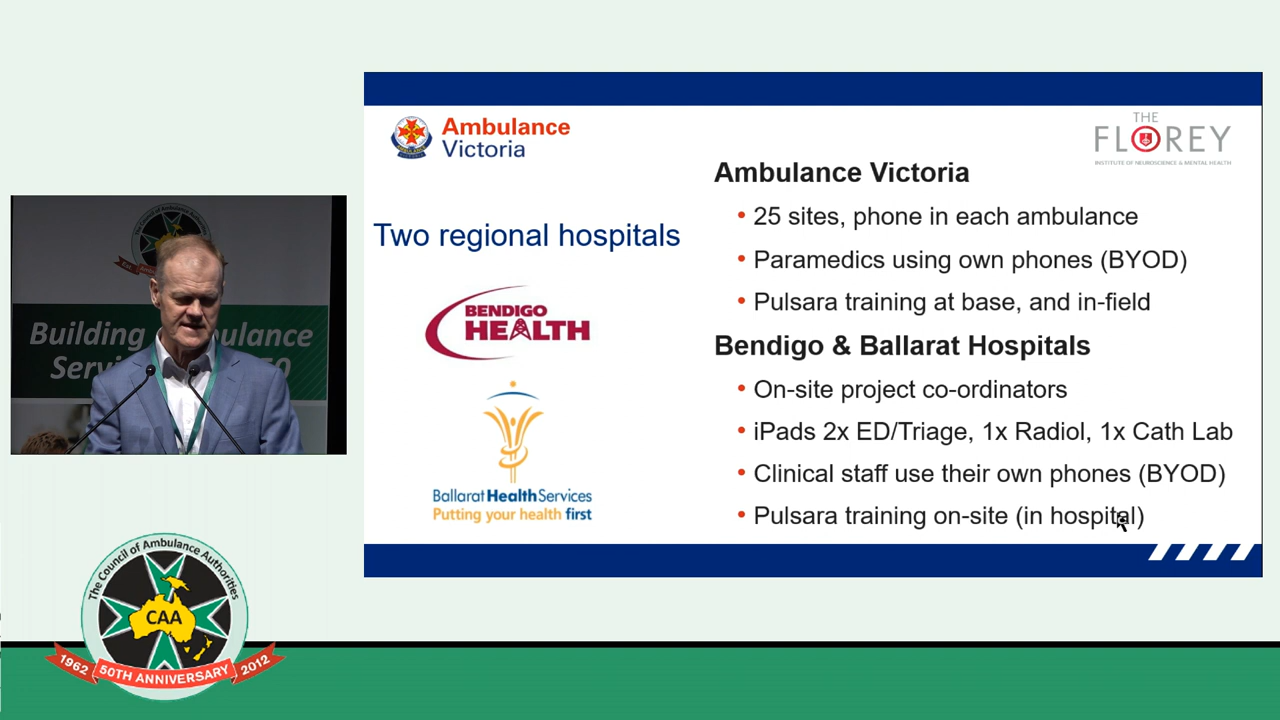 Ambulance
Victoria
THE
FLOREY
INSTITUTE OF NEUROSCIENCE & MENTAL HEALTH
Two regional hospitals
BENDIGO
HEALTH
Ballarat Health Services
Putting your health first
Ambulance Victoria
• 25 sites, phone in each ambulance
• Paramedics using own phones (BYOD)
• Pulsara training at base, and in-field
Bendigo & Ballarat Hospitals
• On-site project co-ordinators
• iPads 2x ED/Triage, 1x Radiol, 1x Cath Lab
• Clinical staff use their own phones (BYOD)
• Pulsara training on-site (in hospital)
The Council of Ambulance Authorities
Building
The Council of Ambulance Authorities
CAA
1962 50TH ANNIVERSARY 2012